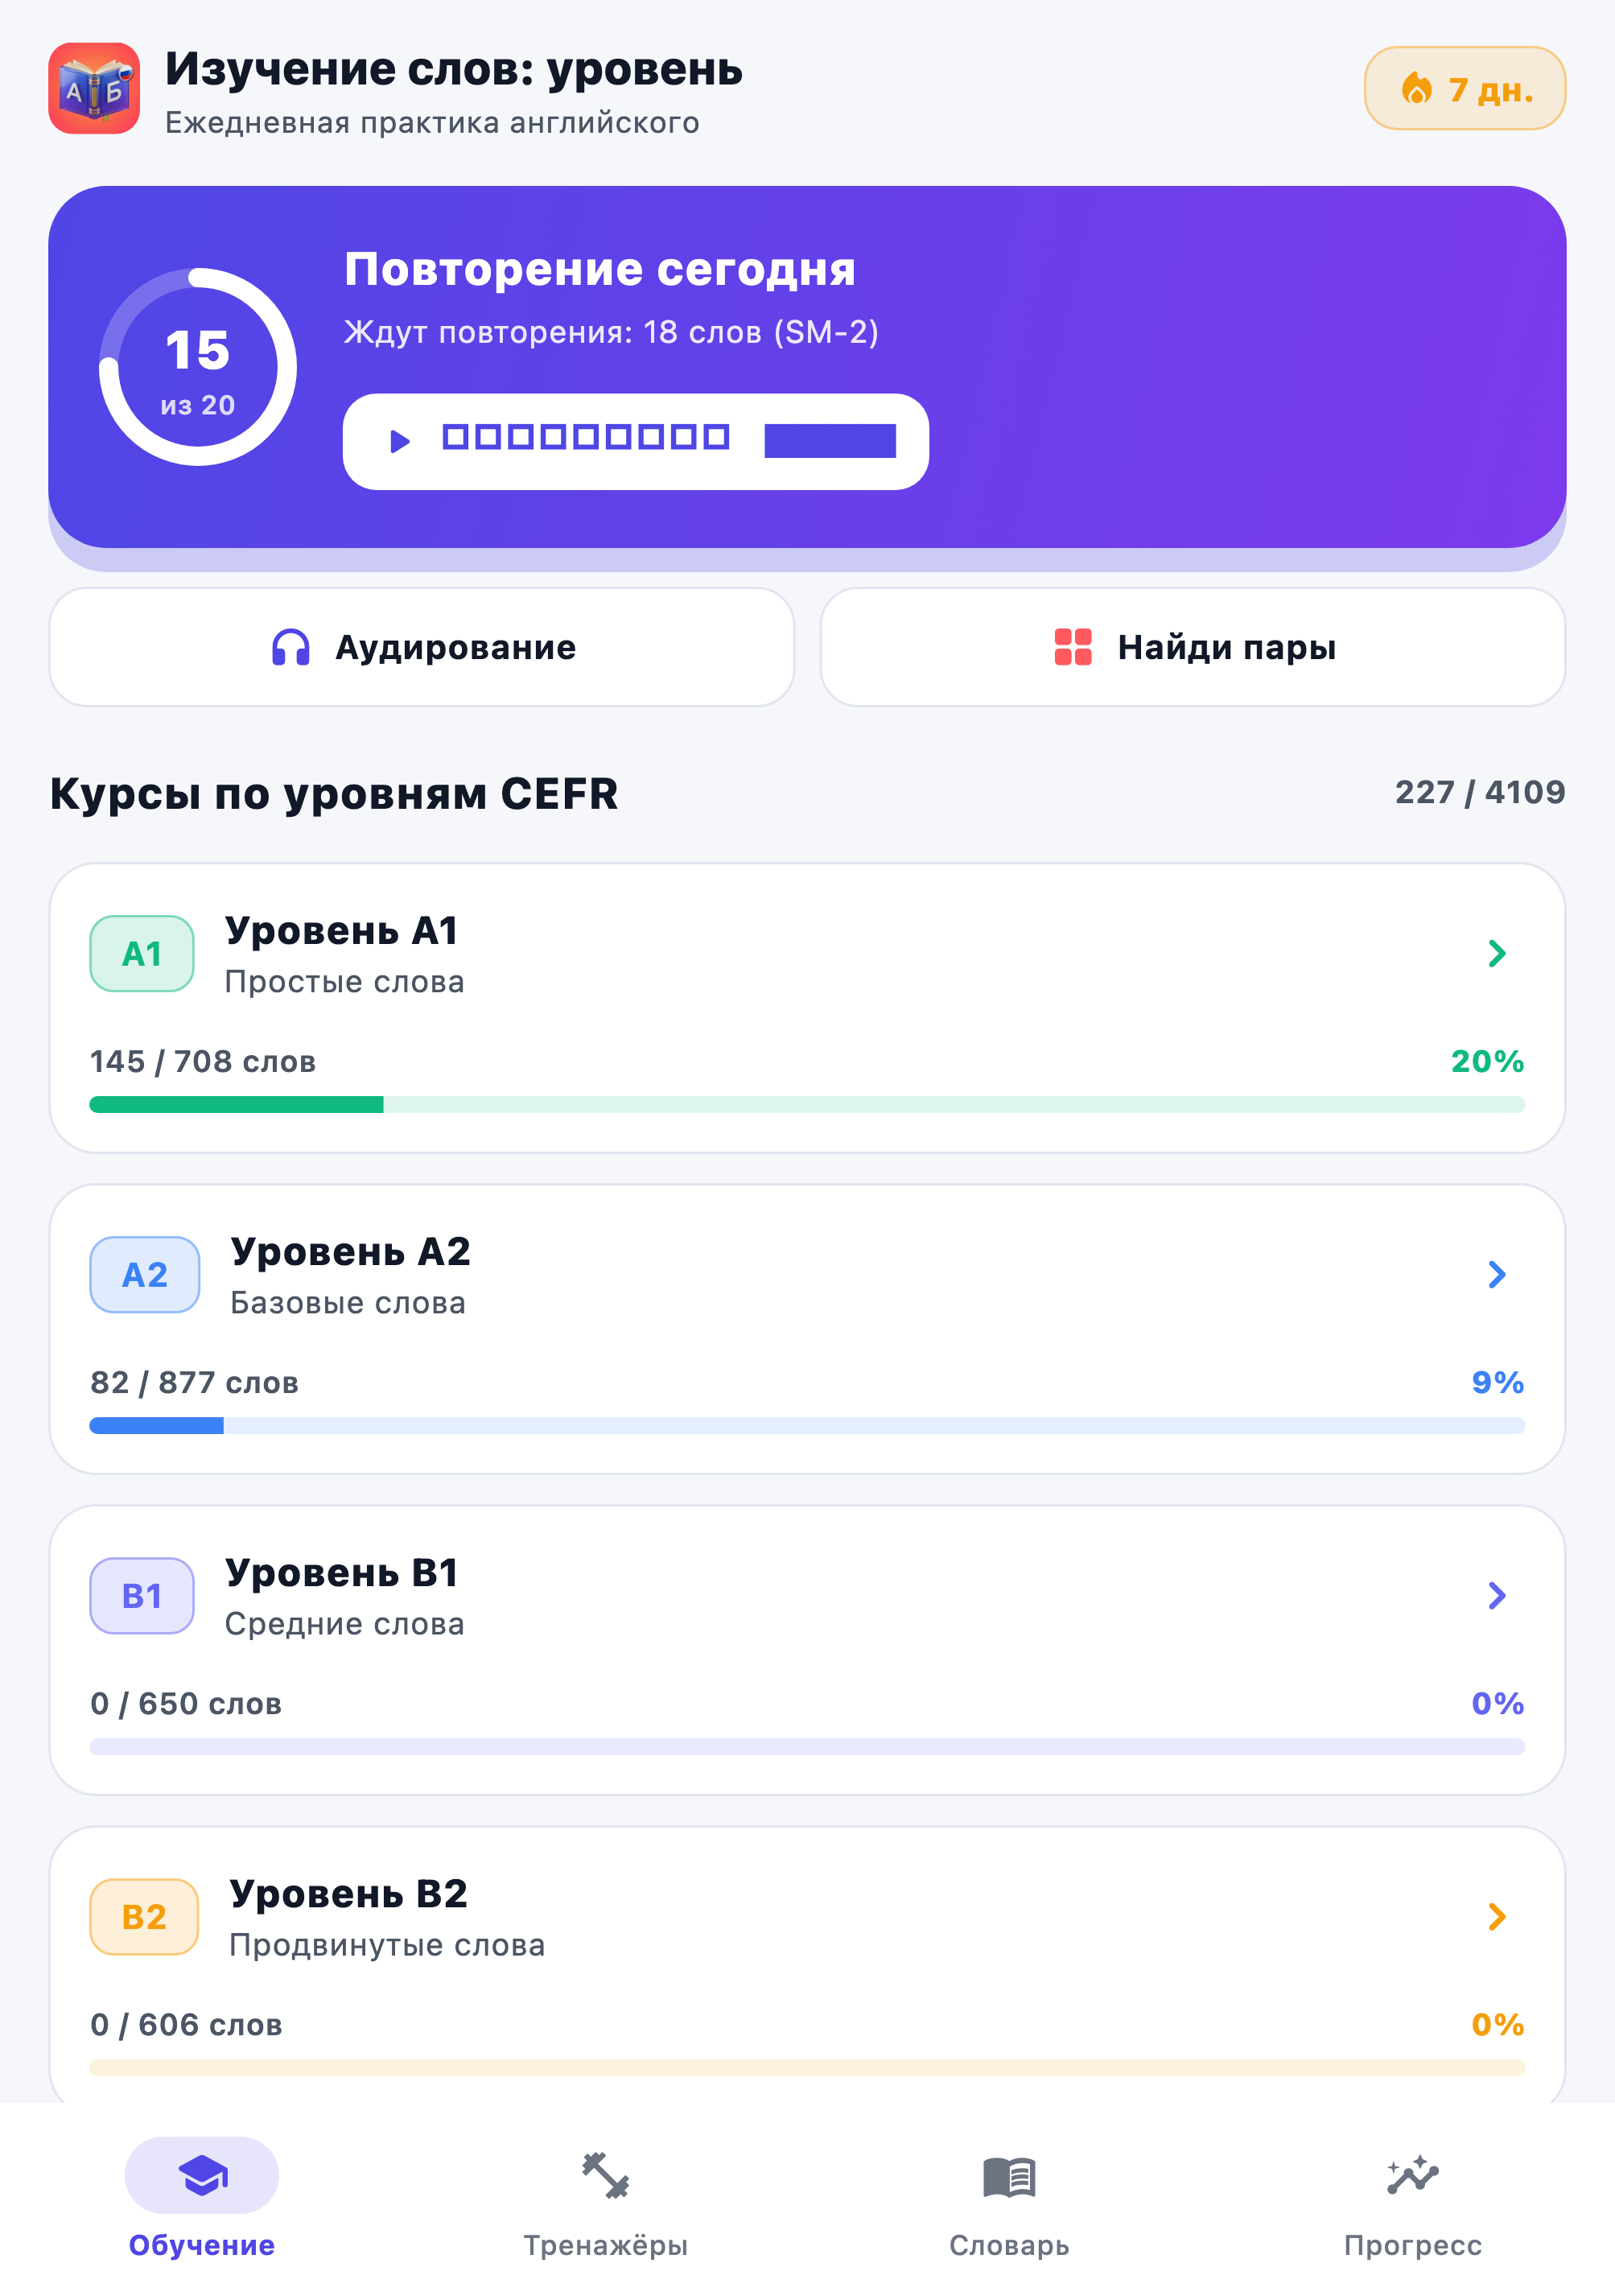 А Б
Изучение слов: уровень
Ежедневная практика английского
7 дн.
15
из 20
Повторение сегодня
Ждут повторения: 18 слов (SM-2)
Аудирование
Найди пары
Курсы по уровням CEFR
227 / 4109
A1
Уровень A1
Простые слова
145 / 708 слов
20%
A2
Уровень A2
Базовые слова
82 / 877 слов
9%
B1
Уровень B1
Средние слова
0 / 650 слов
0%
B2
Уровень B2
Продвинутые слова
0 / 606 слов
0%
Обучение
Тренажёры
Словарь
Прогресс